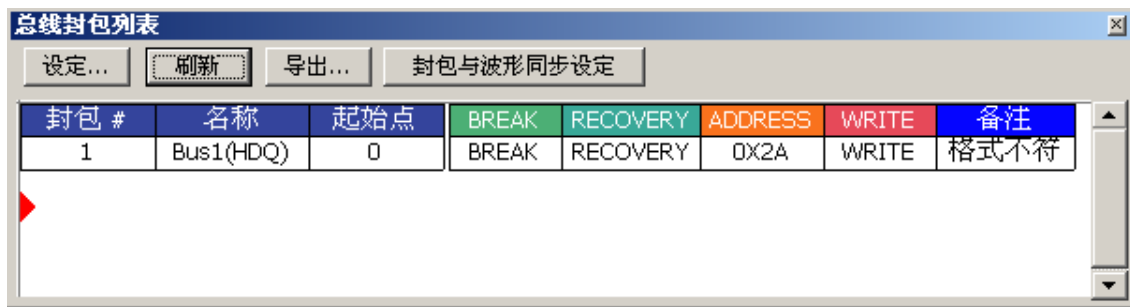 总线封包列表
设定... 刷新 导出... 封包与波形同步设定
封包 # 名称 起始点 BREAK RECOVERY ADDRESS WRITE 备注
1 Bus1(HDQ) 0 BREAK RECOVERY 0X2A WRITE 格式不符